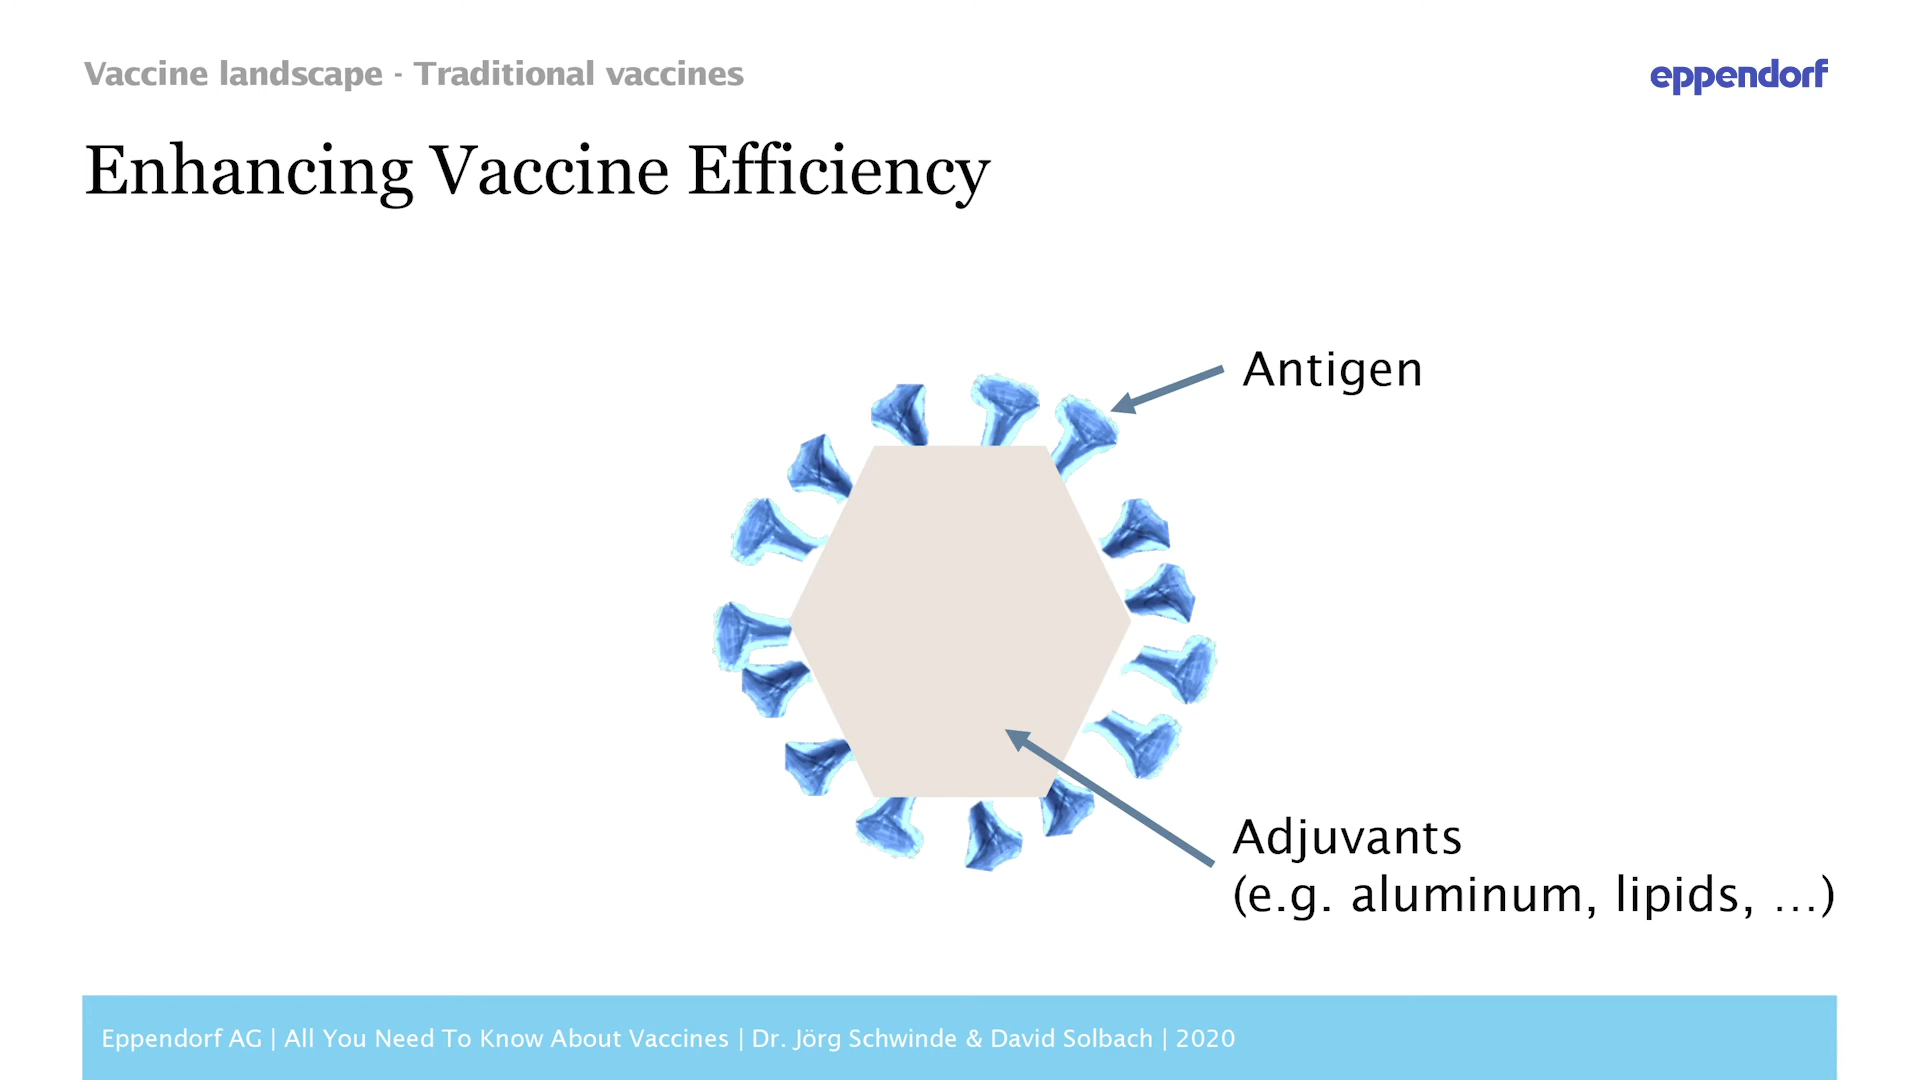 Vaccine landscape - Traditional vaccines
eppendorf
Enhancing Vaccine Efficiency
Antigen
Adjuvants
(e.g. aluminum, lipids, ...)
Eppendorf AG | All You Need To Know About Vaccines | Dr. Jörg Schwinde & David Solbach | 2020